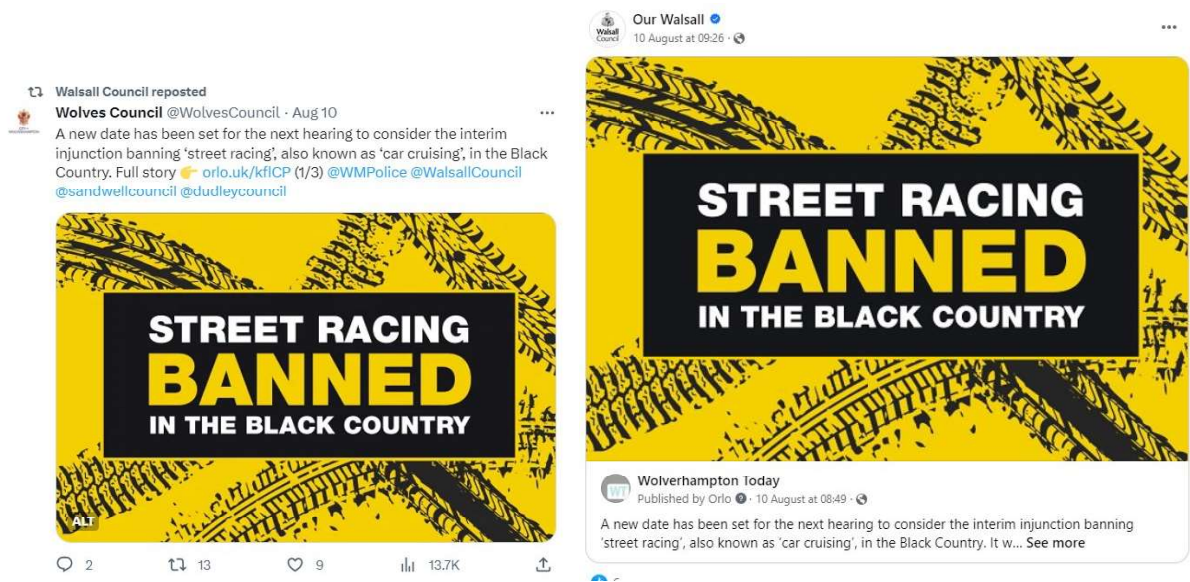 Walsall Council reposted
Wolves Council @WolvesCouncil · Aug 10
A new date has been set for the next hearing to consider the interim
injunction banning ‘street racing’, also known as ‘car cruising’, in the Black
Country. Full story 👉 orlo.uk/kflCP (1/3) @WMPolice @WalsallCouncil
@sandwellcouncil @dudleycouncil
STREET RACING
BANNED
IN THE BLACK COUNTRY
ALT
2 13 9 13.7K
Our Walsall
Walsall Council
10 August at 09:26 ·
STREET RACING
BANNED
IN THE BLACK COUNTRY
WT
Wolverhampton Today
Published by Orlo · 10 August at 08:49 ·
A new date has been set for the next hearing to consider the interim injunction banning
‘street racing’, also known as ‘car cruising’, in the Black Country. It w... See more